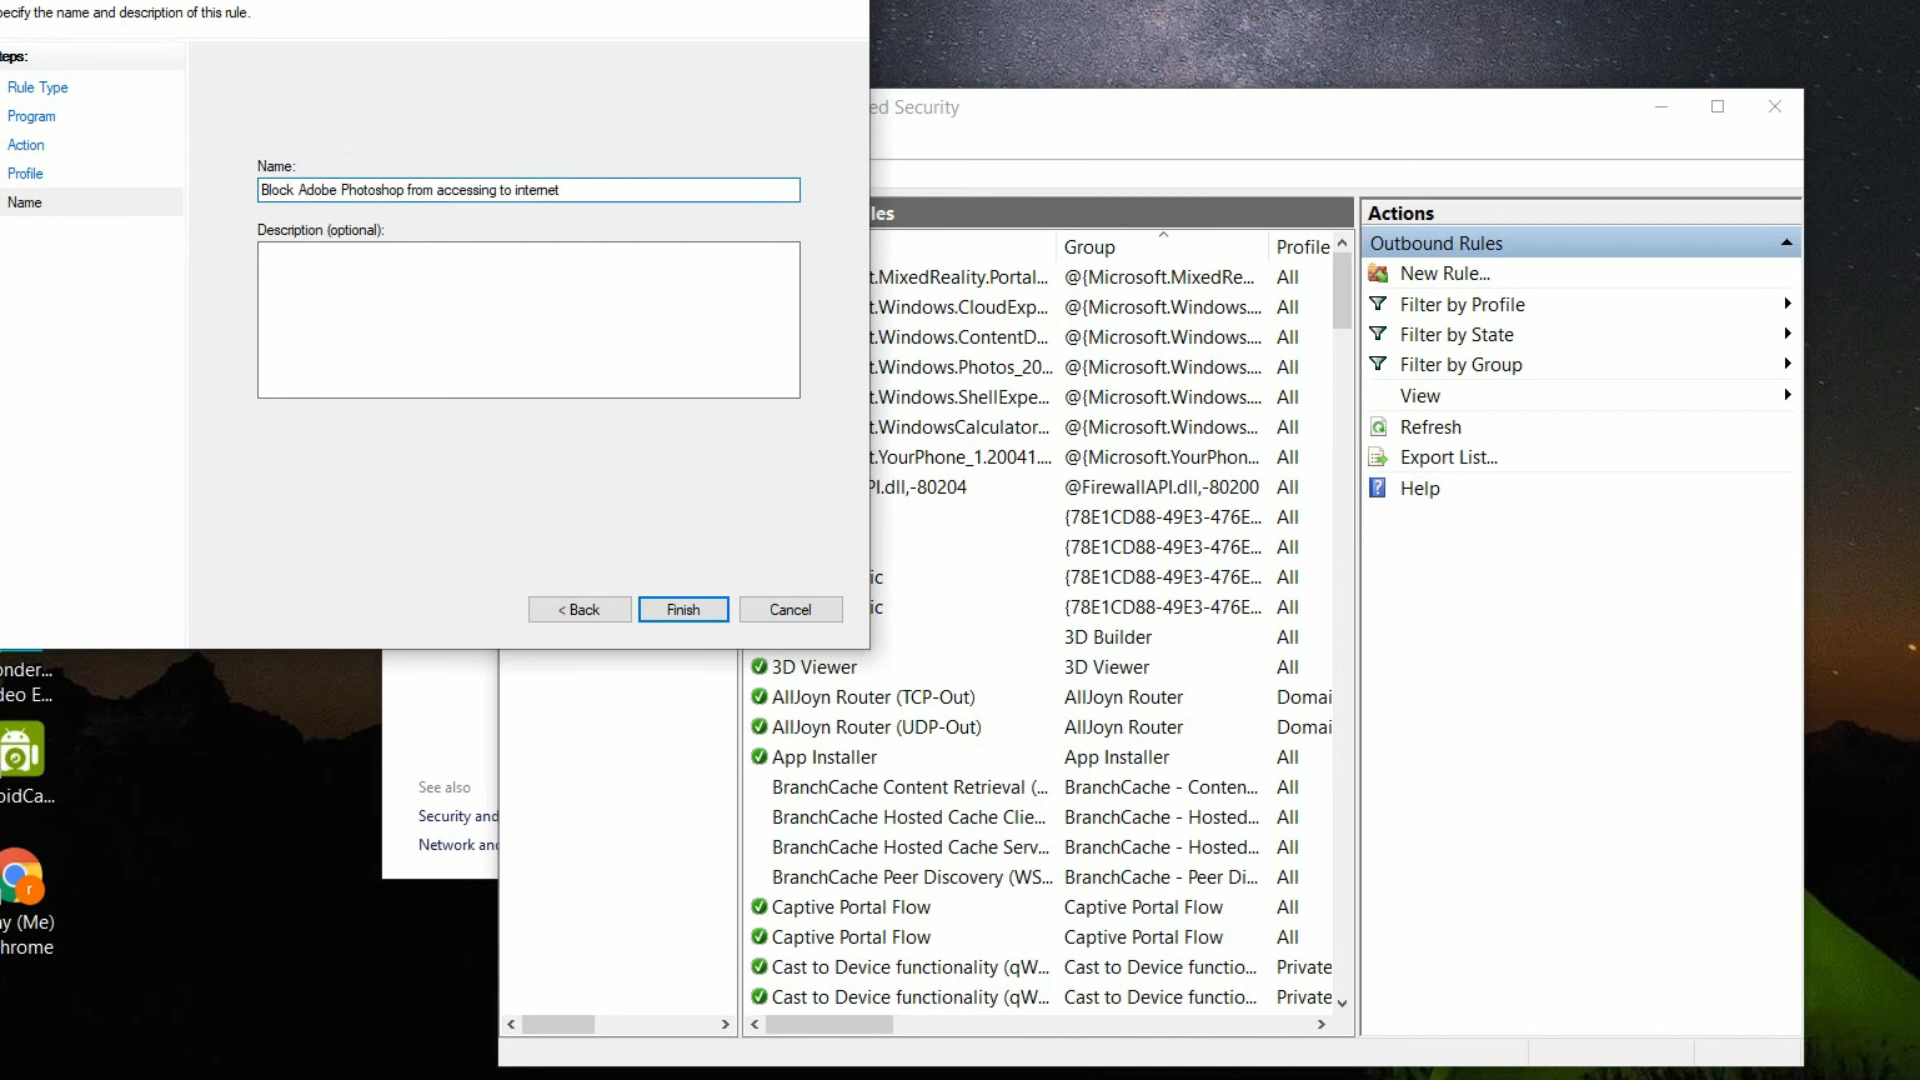 ecify the name and description of this rule.
eps:
Rule Type
Program
Action
Profile
Name
Name:
Block Adobe Photoshop from accessing to internet
Description (optional):
< Back
Finish
Cancel
ed Security
les
Group
Profile
t.MixedReality.Portal... @{Microsoft.MixedRe... All
t.Windows.CloudExp... @{Microsoft.Windows.... All
t.Windows.ContentD... @{Microsoft.Windows.... All
t.Windows.Photos_20... @{Microsoft.Windows.... All
t.Windows.ShellExpe... @{Microsoft.Windows.... All
t.WindowsCalculator... @{Microsoft.Windows.... All
t.YourPhone_1.20041.... @{Microsoft.YourPhon... All
PI.dll,-80204 @FirewallAPI.dll,-80200 All
{78E1CD88-49E3-476E... All
{78E1CD88-49E3-476E... All
ic {78E1CD88-49E3-476E... All
ic {78E1CD88-49E3-476E... All
3D Builder All
3D Viewer 3D Viewer All
AllJoyn Router (TCP-Out) AllJoyn Router Domai
AllJoyn Router (UDP-Out) AllJoyn Router Domai
App Installer App Installer All
BranchCache Content Retrieval (... BranchCache - Conten... All
BranchCache Hosted Cache Clie... BranchCache - Hosted... All
BranchCache Hosted Cache Serv... BranchCache - Hosted... All
BranchCache Peer Discovery (WS... BranchCache - Peer Di... All
Captive Portal Flow Captive Portal Flow All
Captive Portal Flow Captive Portal Flow All
Cast to Device functionality (qW... Cast to Device functio... Private
Cast to Device functionality (qW... Cast to Device functio... Private
Actions
Outbound Rules
New Rule...
Filter by Profile
Filter by State
Filter by Group
View
Refresh
Export List...
Help
See also
Security and
Network and
onder...
deo E...
oidCa...
r
y (Me)
hrome